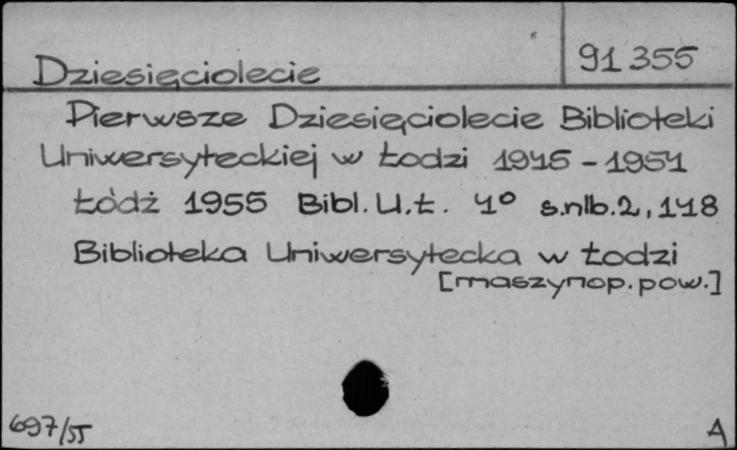 Dziesięciolecie
91355
Pierwsze Dziesięciolecie Biblioteki
Uniwersyteckiej w Łodzi 1945 - 1954
Łódź 1955 Bibl. U.Ł. 4° s.nlb.2, 148
Biblioteka Uniwersytecka w Łodzi
[maszynop. pow.]
697/55
A